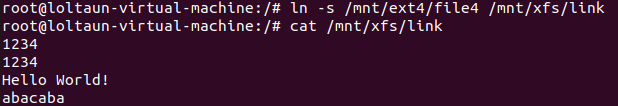 root@loltaun-virtual-machine:/# ln -s /mnt/ext4/file4 /mnt/xfs/link
root@loltaun-virtual-machine:/# cat /mnt/xfs/link
1234
1234
Hello World!
abacaba